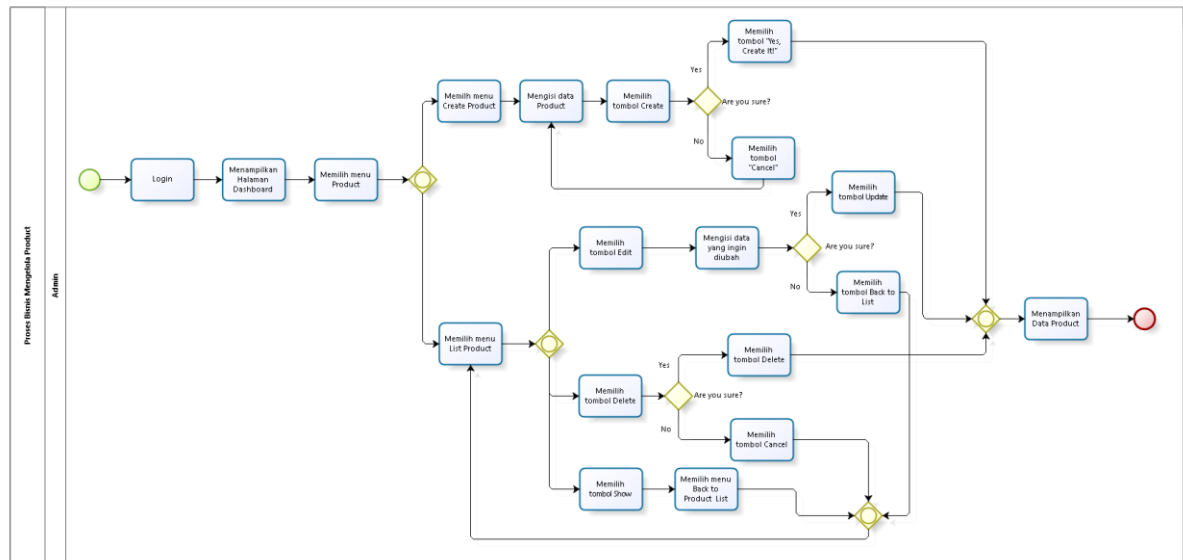 Proses Bisnis Mengelola Product
Admin
Login
Menampilkan
Halaman
Dashboard
Memilih menu
Product
Memilh menu
Create Product
Mengisi data
Product
Memilih
tombol Create
Are you sure?
Yes
Memilih
tombol "Yes,
Create It!"
No
Memilih
tombol
"Cancel"
Memilih menu
List Product
Memilih
tombol Edit
Mengisi data
yang ingin
diubah
Are you sure?
Yes
Memilih
tombol Update
No
Memilih
tombol Back to
List
Memilih
tombol Delete
Are you sure?
Yes
Memilih
tombol Delete
No
Memilih
tombol Cancel
Memilih
tombol Show
Memilih menu
Back to
Product List
Menampilkan
Data Product